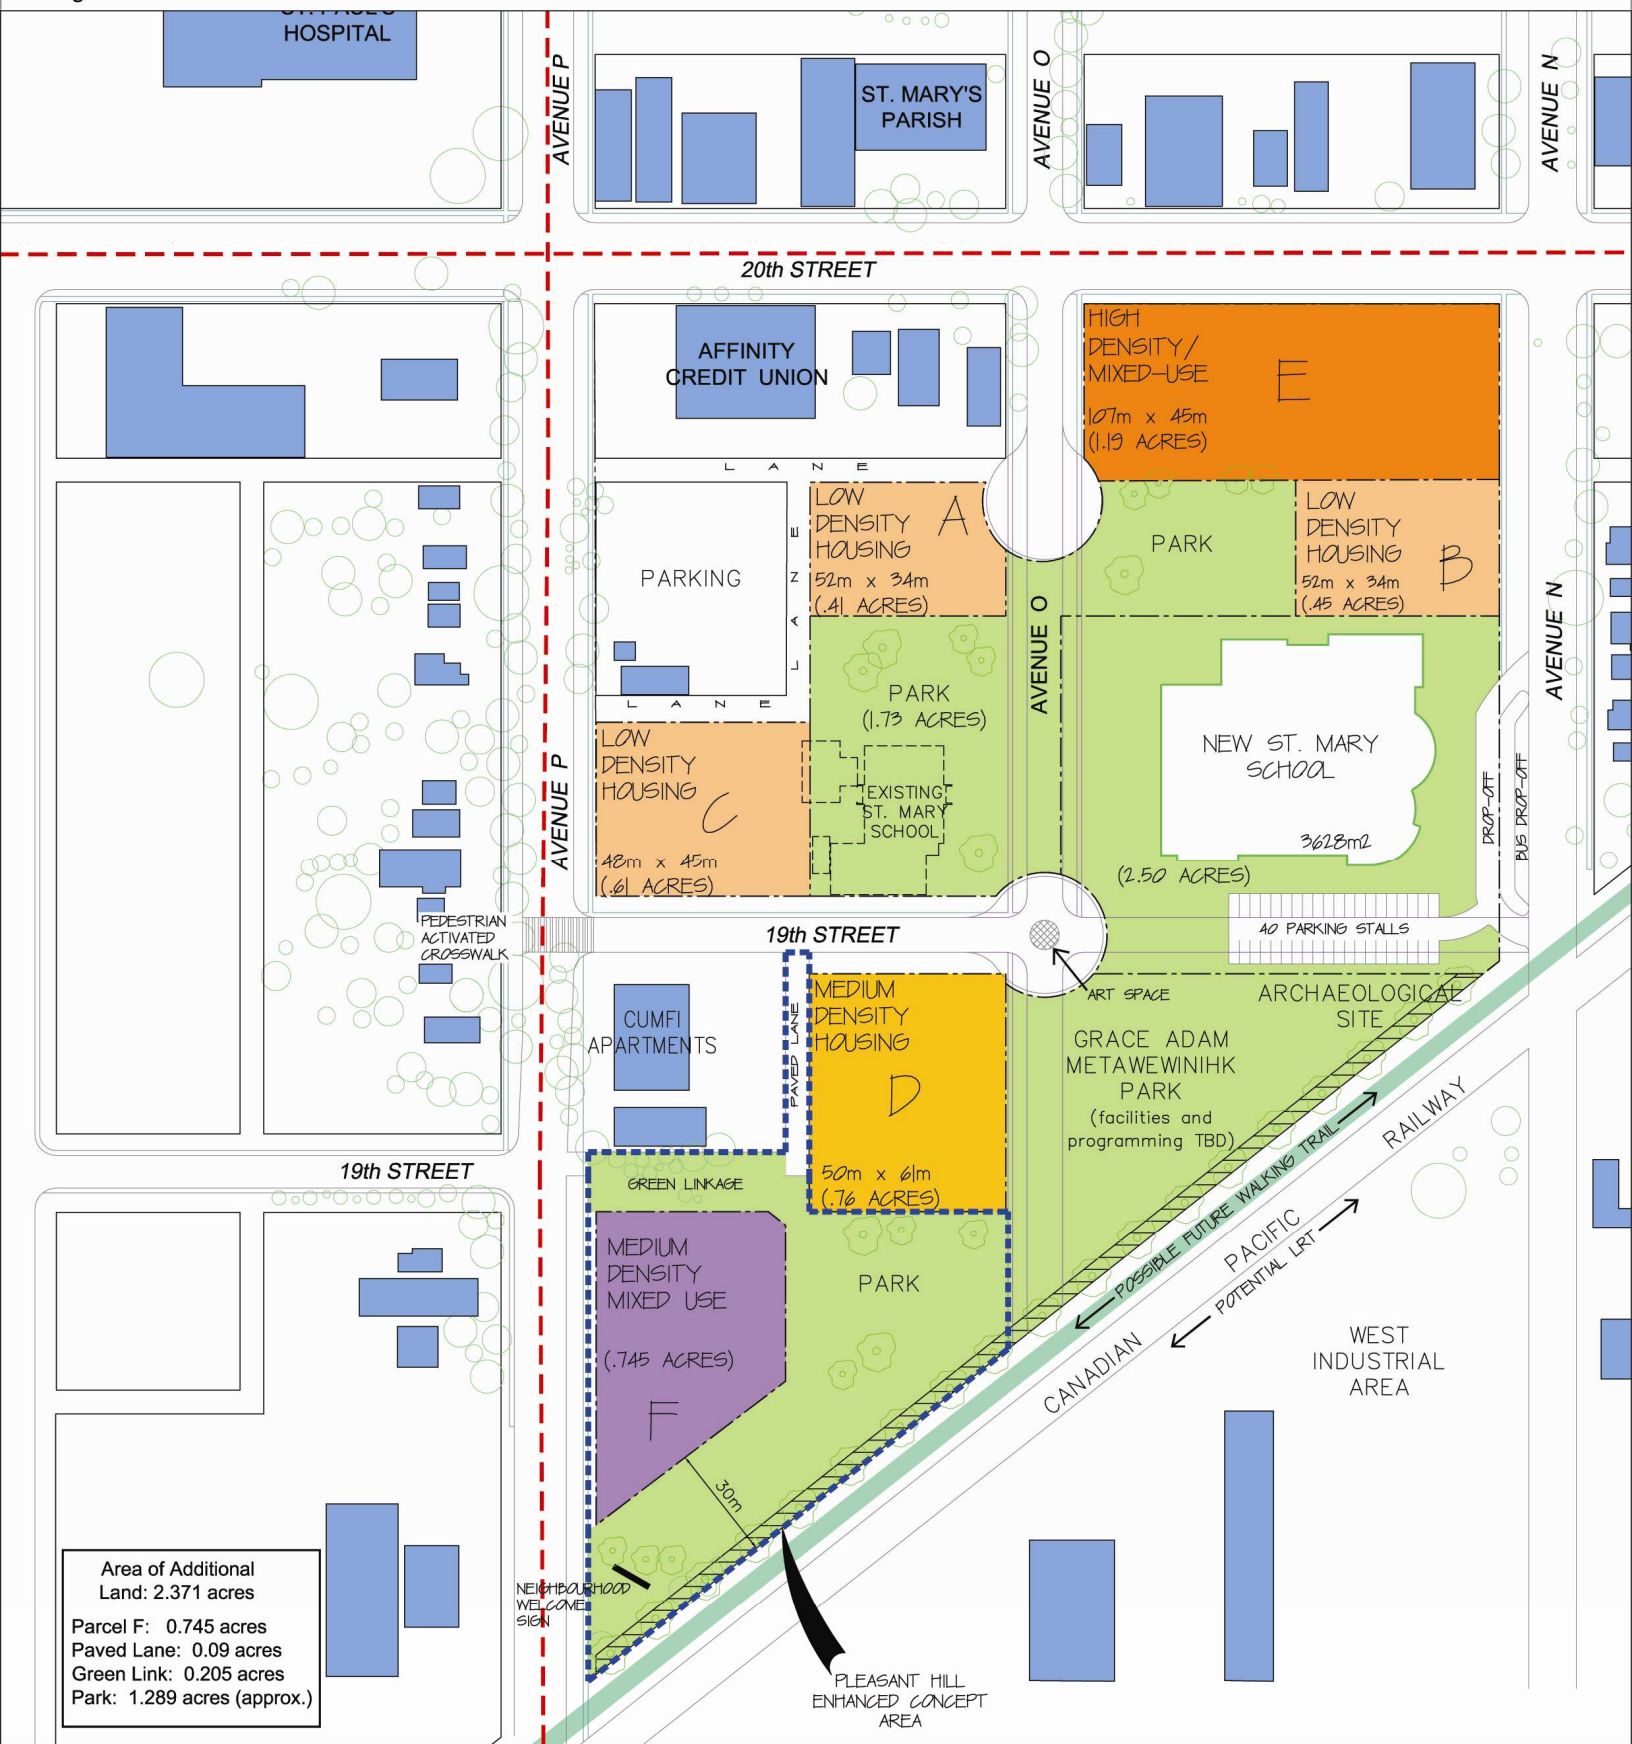 HOSPITAL
AVENUE P
ST. MARY'S
PARISH
AVENUE O
AVENUE N
20th STREET
AFFINITY
CREDIT UNION
HIGH
DENSITY/
MIXED-USE
E
107m x 45m
(1.19 ACRES)
LANE
LOW
DENSITY
HOUSING
A
52m x 34m
(.41 ACRES)
PARKING
LANE
LANE
PARK
LOW
DENSITY
HOUSING
B
52m x 34m
(.45 ACRES)
AVENUE O
AVENUE N
PARK
(1.73 ACRES)
EXISTING
ST. MARY
SCHOOL
NEW ST. MARY
SCHOOL
3628m2
(2.50 ACRES)
DROP-OFF
BUS DROP-OFF
AVENUE P
LOW
DENSITY
HOUSING
C
48m x 45m
(.61 ACRES)
PEDESTRIAN
ACTIVATED
CROSSWALK
19th STREET
40 PARKING STALLS
ART SPACE
ARCHAEOLOGICAL
SITE
CUMFI
APARTMENTS
PAVED LANE
MEDIUM
DENSITY
HOUSING
D
50m x 61m
(.76 ACRES)
GRACE ADAM
METAWEWINIHK
PARK
(facilities and
programming TBD)
19th STREET
GREEN LINKAGE
MEDIUM
DENSITY
MIXED USE
(.745 ACRES)
F
PARK
30m
POSSIBLE FUTURE WALKING TRAIL
CANADIAN PACIFIC RAILWAY
POTENTIAL LRT
WEST
INDUSTRIAL
AREA
NEIGHBOURHOOD
WELCOME
SIGN
PLEASANT HILL
ENHANCED CONCEPT
AREA
Area of Additional
Land: 2.371 acres
Parcel F: 0.745 acres
Paved Lane: 0.09 acres
Green Link: 0.205 acres
Park: 1.289 acres (approx.)